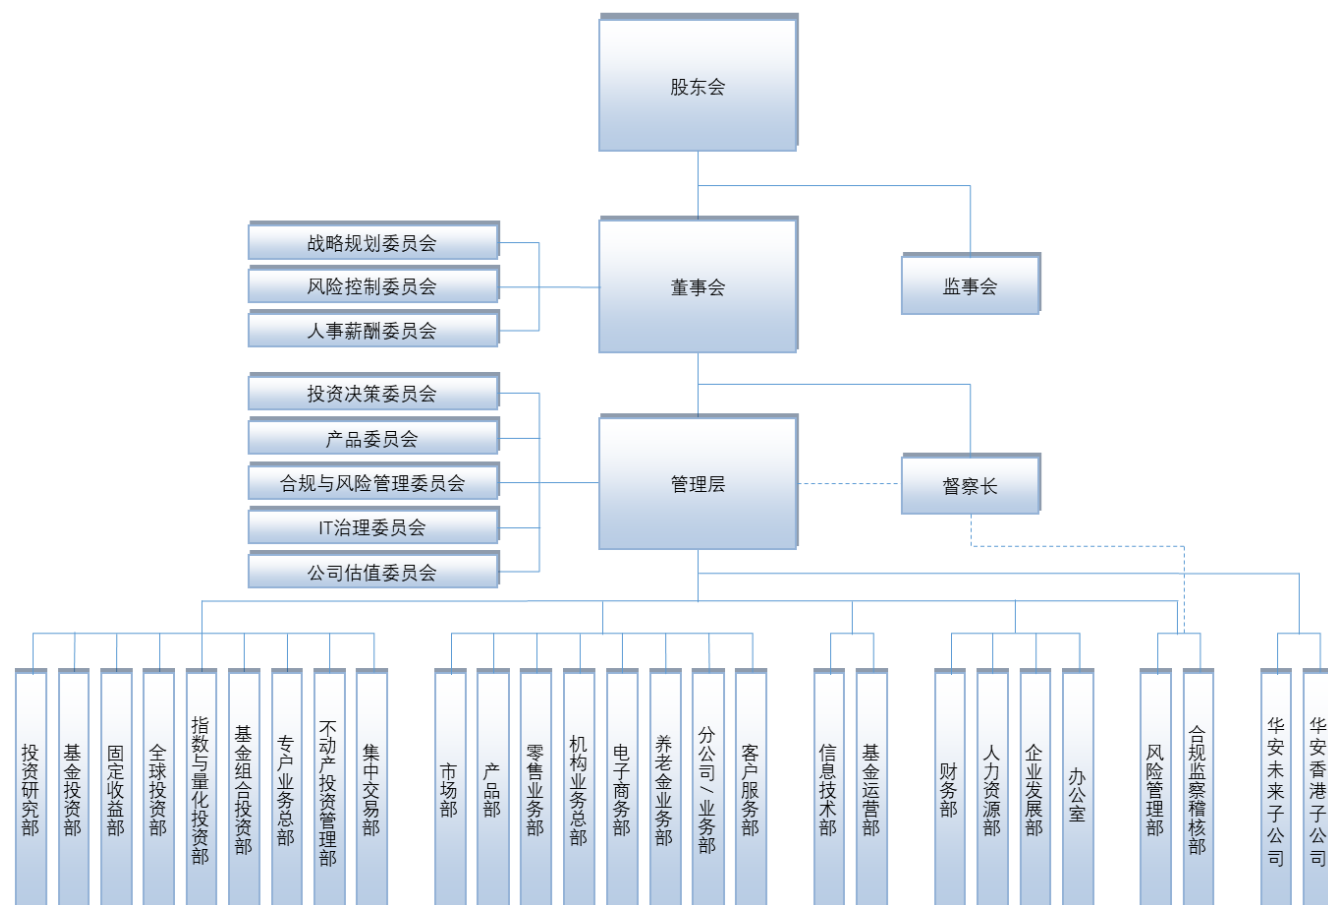 股东会
战略规划委员会
风险控制委员会
人事薪酬委员会
董事会
监事会
投资决策委员会
产品委员会
合规与风险管理委员会
IT治理委员会
公司估值委员会
管理层
督察长
投资研究部
基金投资部
固定收益部
全球投资部
指数与量化投资部
基金组合投资部
专户业务总部
不动产投资管理部
集中交易部
市场部
产品部
零售业务部
机构业务总部
电子商务部
养老金业务部
分公司/业务部
客户服务部
信息技术部
基金运营部
财务部
人力资源部
企业发展部
办公室
风险管理部
合规监察稽核部
华安未来子公司
华安香港子公司